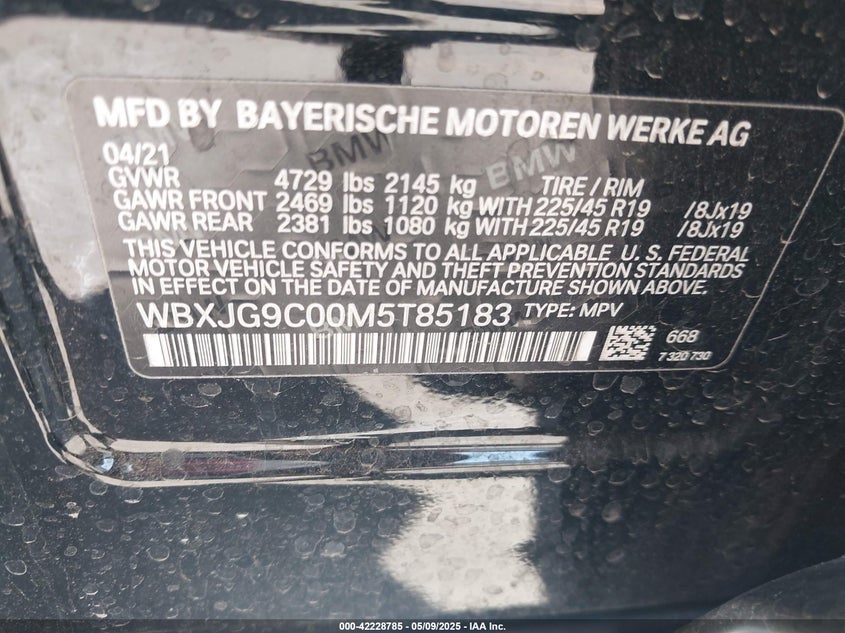 MFD BY BAYERISCHE MOTOREN WERKE AG
BMW BMW
04/21
GVWR 4729 lbs 2145 kg TIRE / RIM
GAWR FRONT 2469 lbs 1120 kg WITH 225/45 R19 /8Jx19
GAWR REAR 2381 lbs 1080 kg WITH 225/45 R19 /8Jx19
THIS VEHICLE CONFORMS TO ALL APPLICABLE U. S. FEDERAL
MOTOR VEHICLE SAFETY AND THEFT PREVENTION STANDARDS
IN EFFECT ON THE DATE OF MANUFACTURE SHOWN ABOVE.
WBXJG9C00M5T85183 TYPE: MPV
668
7 320 730
000-42228785 - 05/09/2025 - IAA Inc.